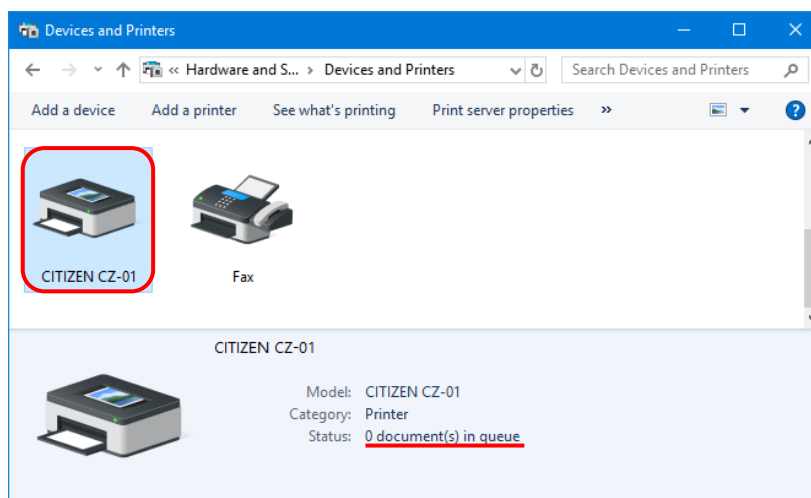 Devices and Printers
« Hardware and S... › Devices and Printers
Search Devices and Printers
Add a device Add a printer See what's printing Print server properties »
CITIZEN CZ-01 Fax
CITIZEN CZ-01
Model: CITIZEN CZ-01
Category: Printer
Status: 0 document(s) in queue